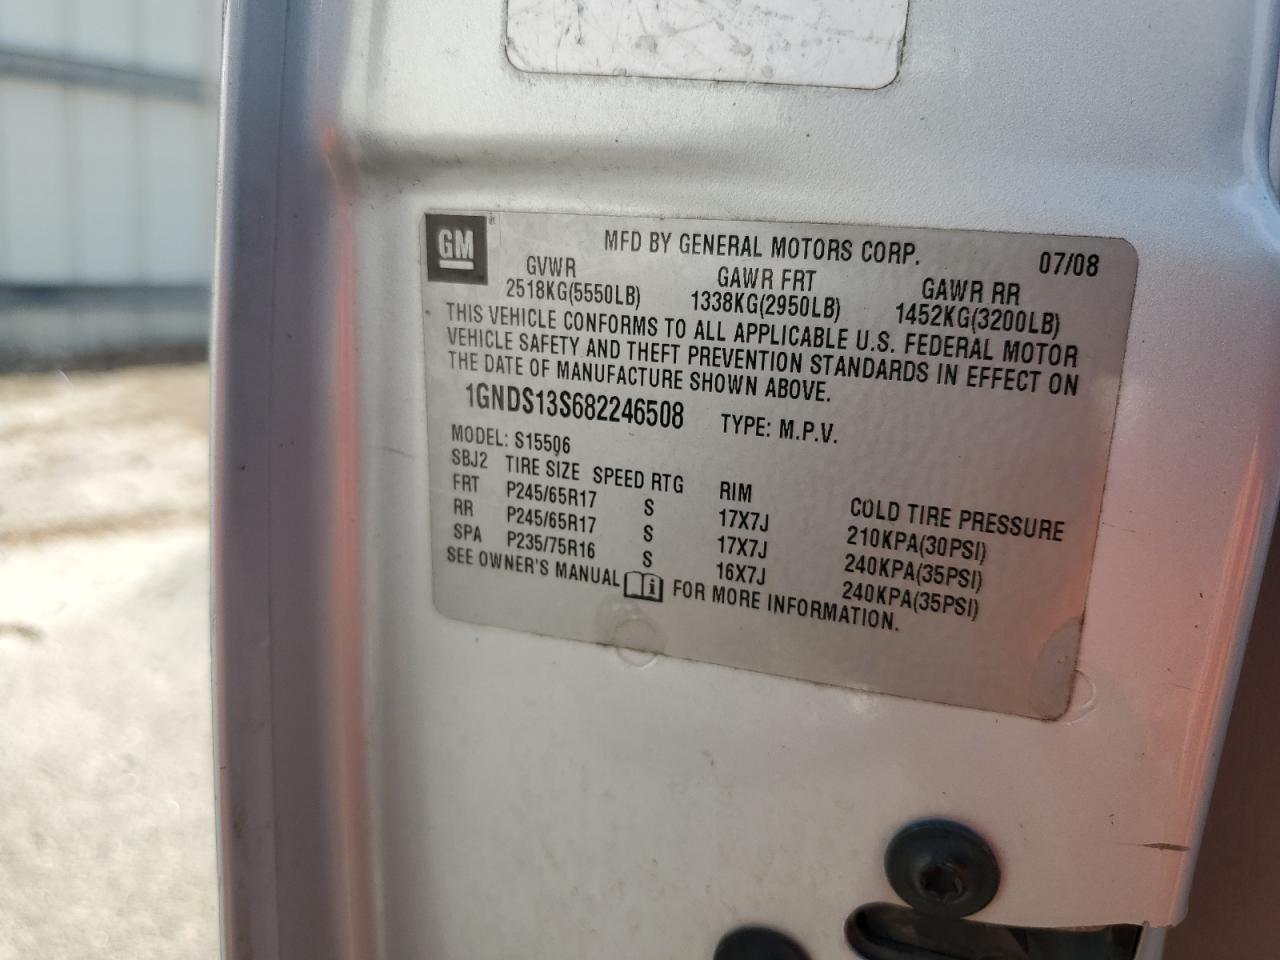 GM
MFD BY GENERAL MOTORS CORP. 07/08
GVWR GAWR FRT GAWR RR
2518KG(5550LB) 1338KG(2950LB) 1452KG(3200LB)
THIS VEHICLE CONFORMS TO ALL APPLICABLE U.S. FEDERAL MOTOR
VEHICLE SAFETY AND THEFT PREVENTION STANDARDS IN EFFECT ON
THE DATE OF MANUFACTURE SHOWN ABOVE.
1GNDS13S682246508 TYPE: M.P.V.
MODEL: S15506
SBJ2 TIRE SIZE SPEED RTG RIM COLD TIRE PRESSURE
FRT P245/65R17 S 17X7J 210KPA(30PSI)
RR P245/65R17 S 17X7J 240KPA(35PSI)
SPA P235/75R16 S 16X7J 240KPA(35PSI)
SEE OWNER'S MANUAL FOR MORE INFORMATION.